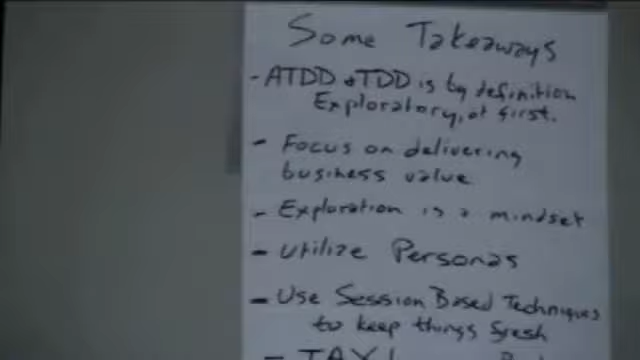 Some Takeaways
- ATDD & TDD is by definition
Exploratory, at first.
- Focus on delivering
business value
- Exploration is a mindset
- Utilize Personas
- Use Session Based Techniques
to keep things fresh